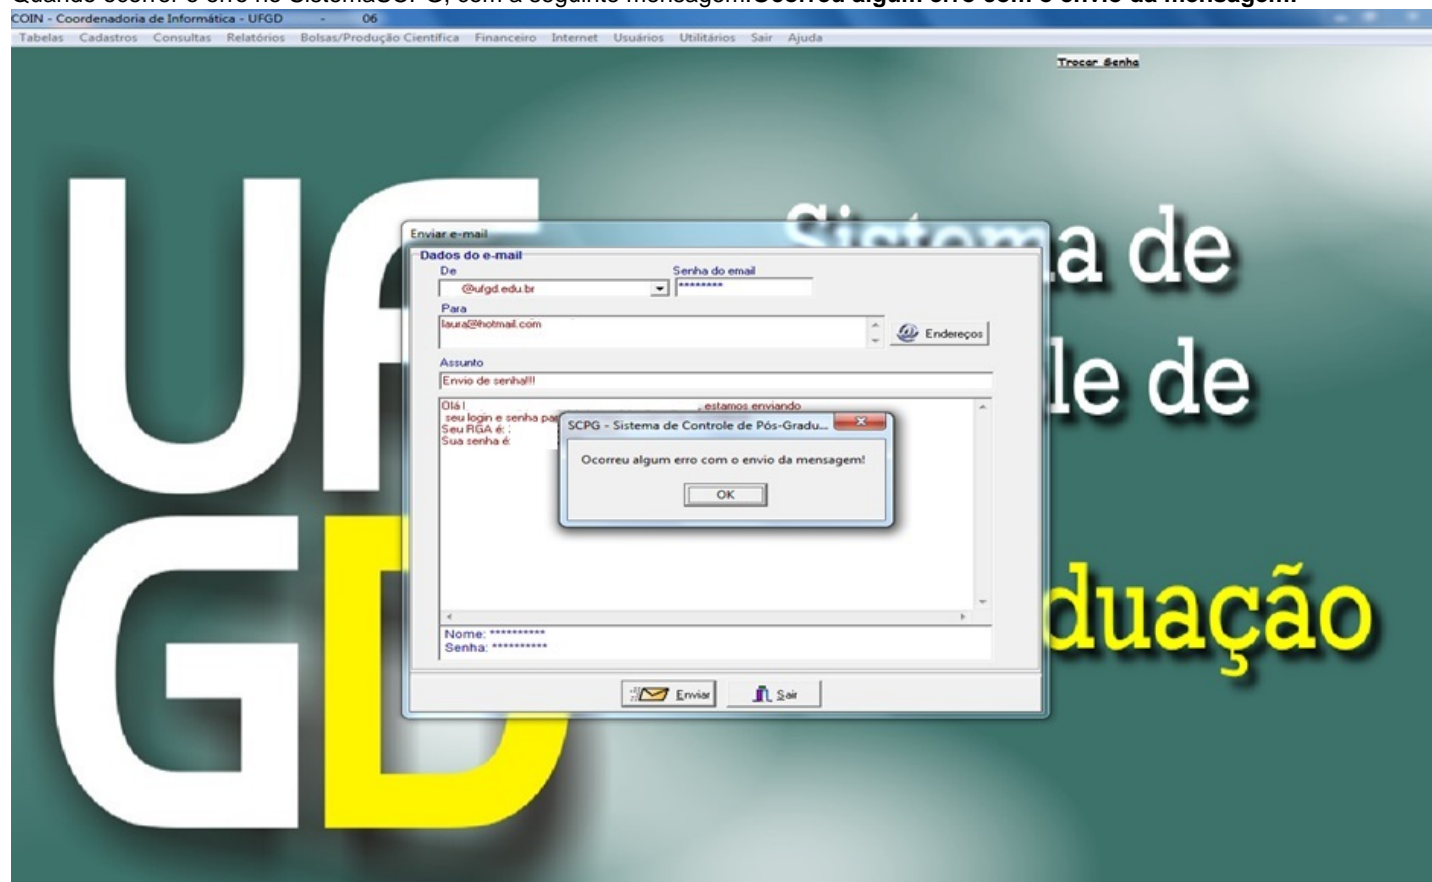 Quando ocorrer o erro no SistemaSCPG, com a seguinte mensagem:Ocorreu algum erro com o envio da mensagem!
COIN - Coordenadoria de Informática - UFGD - 06
Tabelas Cadastros Consultas Relatórios Bolsas/Produção Científica Financeiro Internet Usuários Utilitários Sair Ajuda
Trocar Senha
UF
GD
Sistema de
le de
duação
Enviar e-mail
Dados do e-mail
De Senha do email
@ufgd.edu.br ********
Para
laura@hotmail.com
Endereços
Assunto
Envio de senha!!!
Olá l , estamos enviando
seu login e senha par
Seu RGA é: :
Sua senha é:
SCPG - Sistema de Controle de Pós-Gradu...
Ocorreu algum erro com o envio da mensagem!
OK
Nome: **********
Senha: **********
Enviar Sair